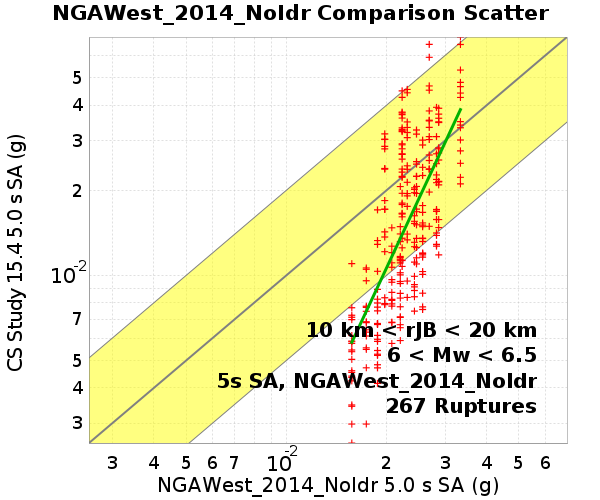 NGAWest_2014_NoIdr Comparison Scatter
CS Study 15.4 5.0 s SA (g)
5
4
3
2
10-2
7
5
4
3
10 km < rJB < 20 km
6 < Mw < 6.5
5s SA, NGAWest_2014_NoIdr
267 Ruptures
3 4 5 6 7 10-2 2 3 4 5 6
NGAWest_2014_NoIdr 5.0 s SA (g)